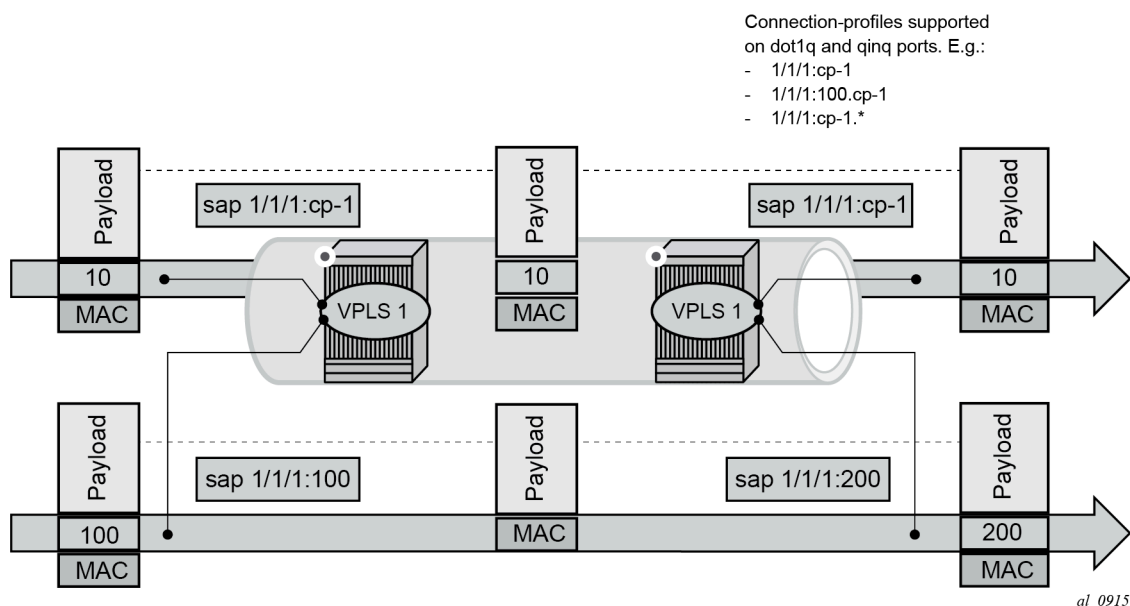 Connection-profiles supported
on dot1q and qinq ports. E.g.:
- 1/1/1:cp-1
- 1/1/1:100.cp-1
- 1/1/1:cp-1.*
Payload
Payload
Payload
sap 1/1/1:cp-1
sap 1/1/1:cp-1
10
10
10
MAC
MAC
MAC
VPLS 1
VPLS 1
Payload
Payload
Payload
sap 1/1/1:100
sap 1/1/1:200
100
MAC
200
MAC
MAC
al_0915